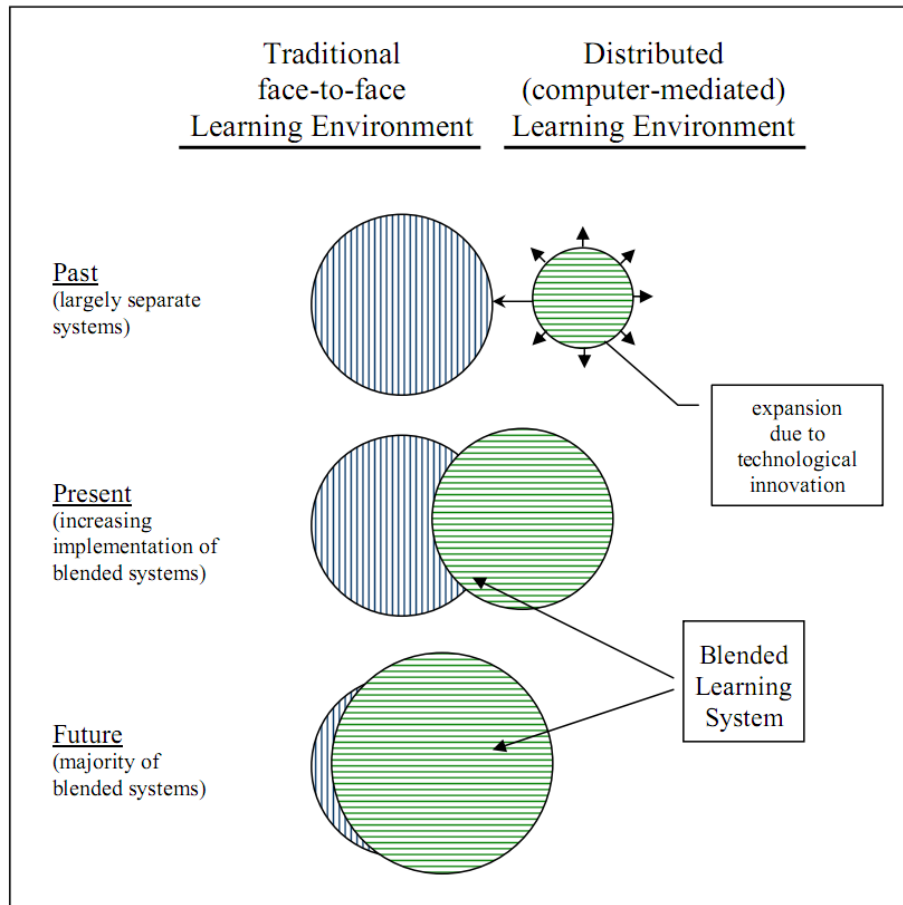 Traditional
face-to-face
Learning Environment
Distributed
(computer-mediated)
Learning Environment
Past
(largely separate
systems)
expansion
due to
technological
innovation
Present
(increasing
implementation of
blended systems)
Blended
Learning
System
Future
(majority of
blended systems)